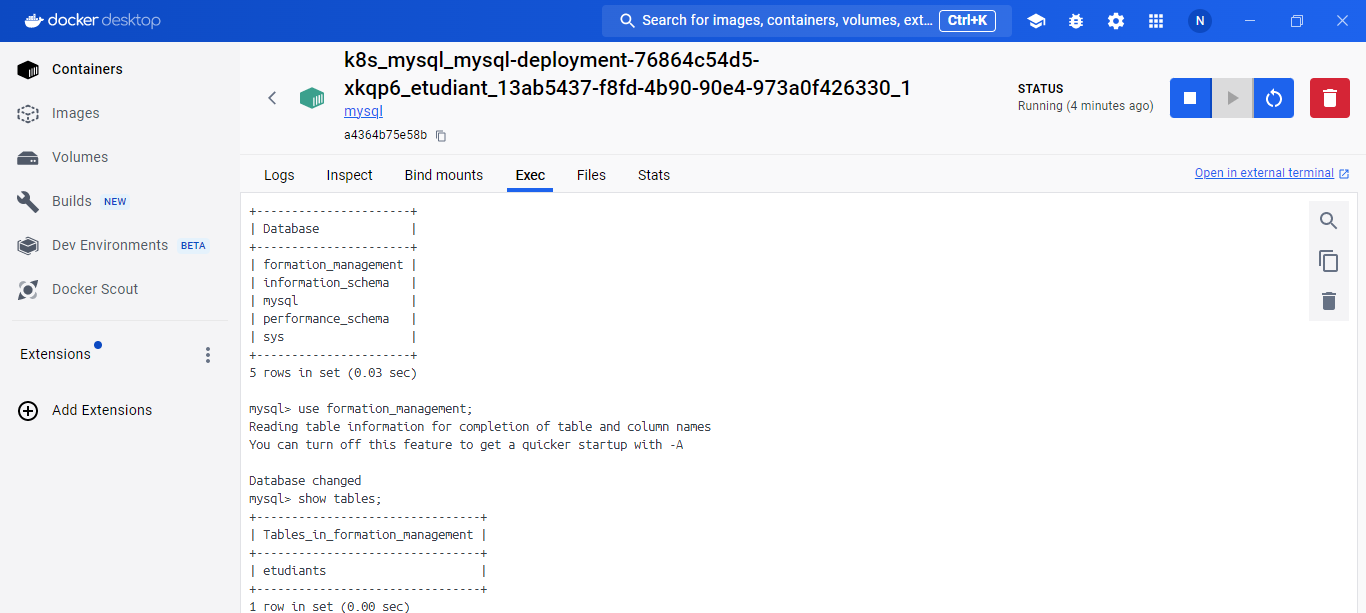 docker desktop
Search for images, containers, volumes, ext... Ctrl+K
N
Containers
Images
Volumes
Builds NEW
Dev Environments BETA
Docker Scout
Extensions
Add Extensions
k8s_mysql_mysql-deployment-76864c54d5-
xkqp6_etudiant_13ab5437-f8fd-4b90-90e4-973a0f426330_1
mysql
a4364b75e58b
STATUS
Running (4 minutes ago)
Logs Inspect Bind mounts Exec Files Stats
Open in external terminal
+----------------------+
| Database |
+----------------------+
| formation_management |
| information_schema |
| mysql |
| performance_schema |
| sys |
+----------------------+
5 rows in set (0.03 sec)
mysql> use formation_management;
Reading table information for completion of table and column names
You can turn off this feature to get a quicker startup with -A
Database changed
mysql> show tables;
+--------------------------------+
| Tables_in_formation_management |
+--------------------------------+
| etudiants |
+--------------------------------+
1 row in set (0.00 sec)